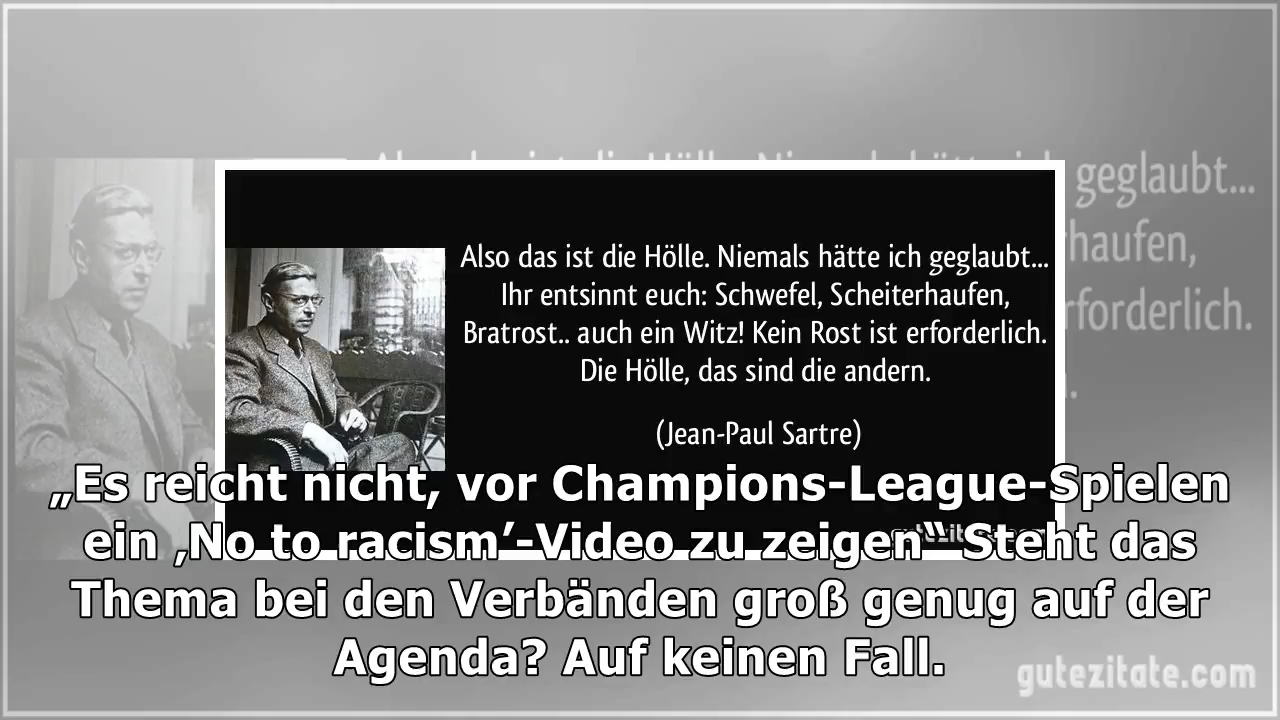 Also das ist die Hölle. Niemals hätte ich geglaubt...
Ihr entsinnt euch: Schwefel, Scheiterhaufen,
Bratrost.. auch ein Witz! Kein Rost ist erforderlich.
Die Hölle, das sind die andern.
(Jean-Paul Sartre)
geglaubt...
haufen,
rforderlich.
„Es reicht nicht, vor Champions-League-Spielen
ein ‚No to racism’-Video zu zeigen“ Steht das
Thema bei den Verbänden groß genug auf der
Agenda? Auf keinen Fall.
gutezitate.com